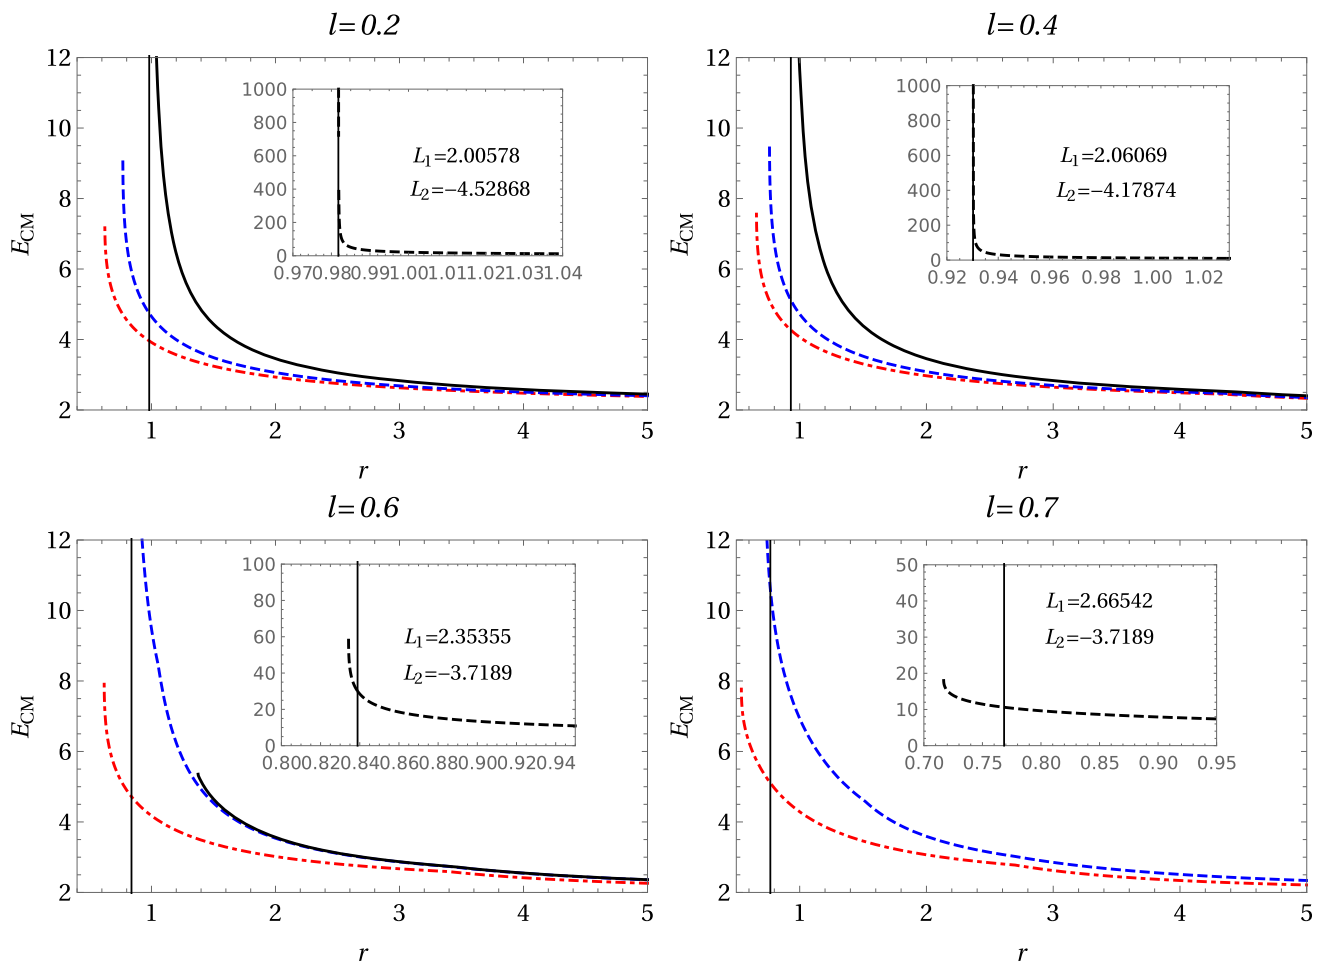 l=0.2
12
10
8
6
4
2
E_CM
1 2 3 4 5
r
1000
800
600
400
200
0
0.970.980.991.001.011.021.031.04
L₁=2.00578
L₂=−4.52868
l=0.4
12
10
8
6
4
2
E_CM
1 2 3 4 5
r
1000
800
600
400
200
0
0.92 0.94 0.96 0.98 1.00 1.02
L₁=2.06069
L₂=−4.17874
l=0.6
12
10
8
6
4
2
E_CM
1 2 3 4 5
r
100
80
60
40
20
0
0.800.820.840.860.880.900.920.94
L₁=2.35355
L₂=−3.7189
l=0.7
12
10
8
6
4
2
E_CM
1 2 3 4 5
r
50
40
30
20
10
0
0.70 0.75 0.80 0.85 0.90 0.95
L₁=2.66542
L₂=−3.7189